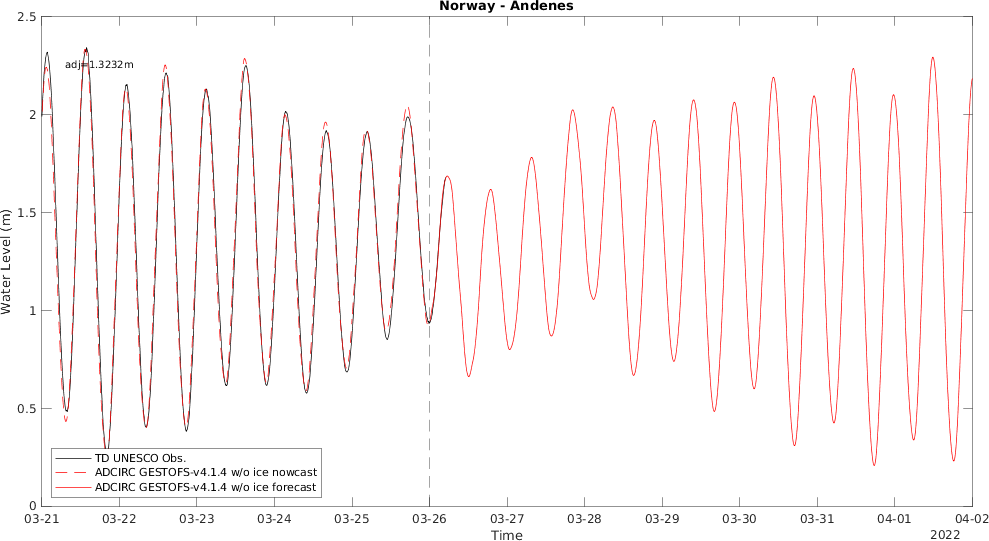 Norway - Andenes
adj=1.3232m
Water Level (m)
2.5
2
1.5
1
0.5
0
TD UNESCO Obs.
ADCIRC GESTOFS-v4.1.4 w/o ice nowcast
ADCIRC GESTOFS-v4.1.4 w/o ice forecast
03-21 03-22 03-23 03-24 03-25 03-26 03-27 03-28 03-29 03-30 03-31 04-01 04-02
Time
2022